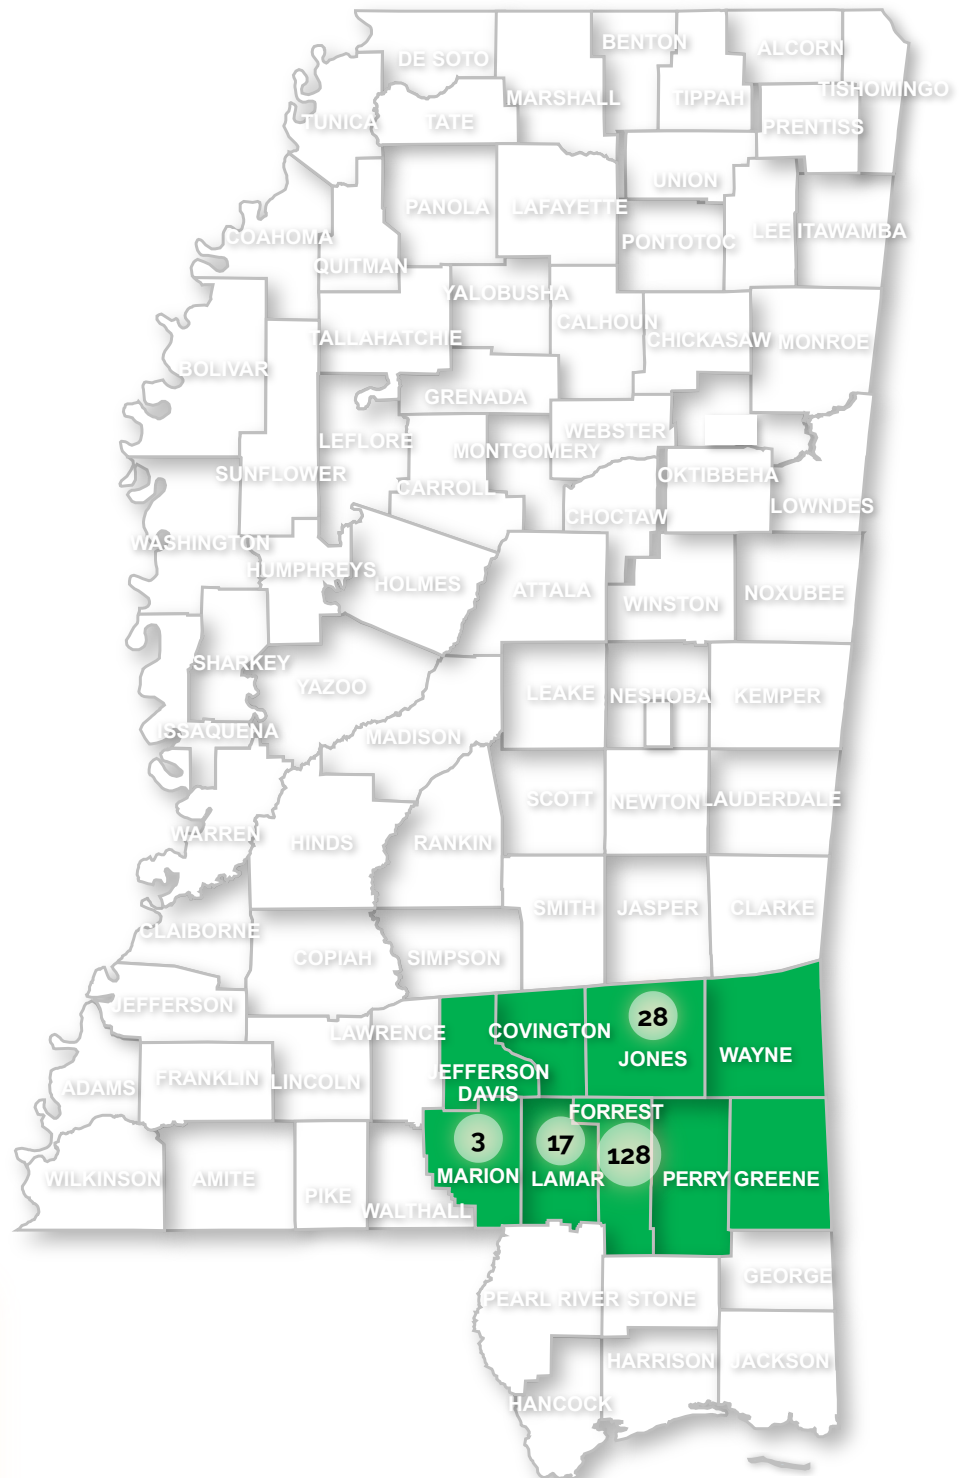 BENTON
ALCORN
DE SOTO
TISHOMINGO
MARSHALL
TIPPAH
TUNICA
TATE
PRENTISS
UNION
PANOLA
LAFAYETTE
COAHOMA
PONTOTOC
LEE
ITAWAMBA
QUITMAN
YALOBUSHA
CALHOUN
TALLAHATCHIE
CHICKASAW
MONROE
BOLIVAR
GRENADA
WEBSTER
LEFLORE
MONTGOMERY
SUNFLOWER
OKTIBBEHA
CARROLL
LOWNDES
CHOCTAW
WASHINGTON
HUMPHREYS
HOLMES
ATTALA
WINSTON
NOXUBEE
SHARKEY
YAZOO
LEAKE
NESHOBA
KEMPER
ISSAQUENA
MADISON
SCOTT
NEWTON
LAUDERDALE
WARREN
HINDS
RANKIN
SMITH
JASPER
CLARKE
CLAIBORNE
COPIAH
SIMPSON
JEFFERSON
28
LAWRENCE
COVINGTON
JONES
WAYNE
JEFFERSON
DAVIS
ADAMS
FRANKLIN
LINCOLN
FORREST
3
17
128
MARION
LAMAR
PERRY
GREENE
WILKINSON
AMITE
PIKE
WALTHALL
GEORGE
PEARL RIVER
STONE
HARRISON
JACKSON
HANCOCK